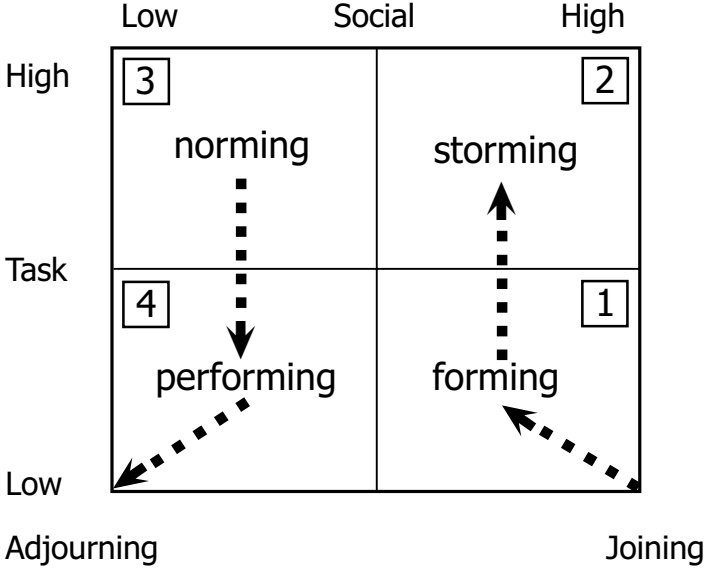 Low Social High
High
3 2
norming storming
Task
4 1
performing forming
Low
Adjourning Joining